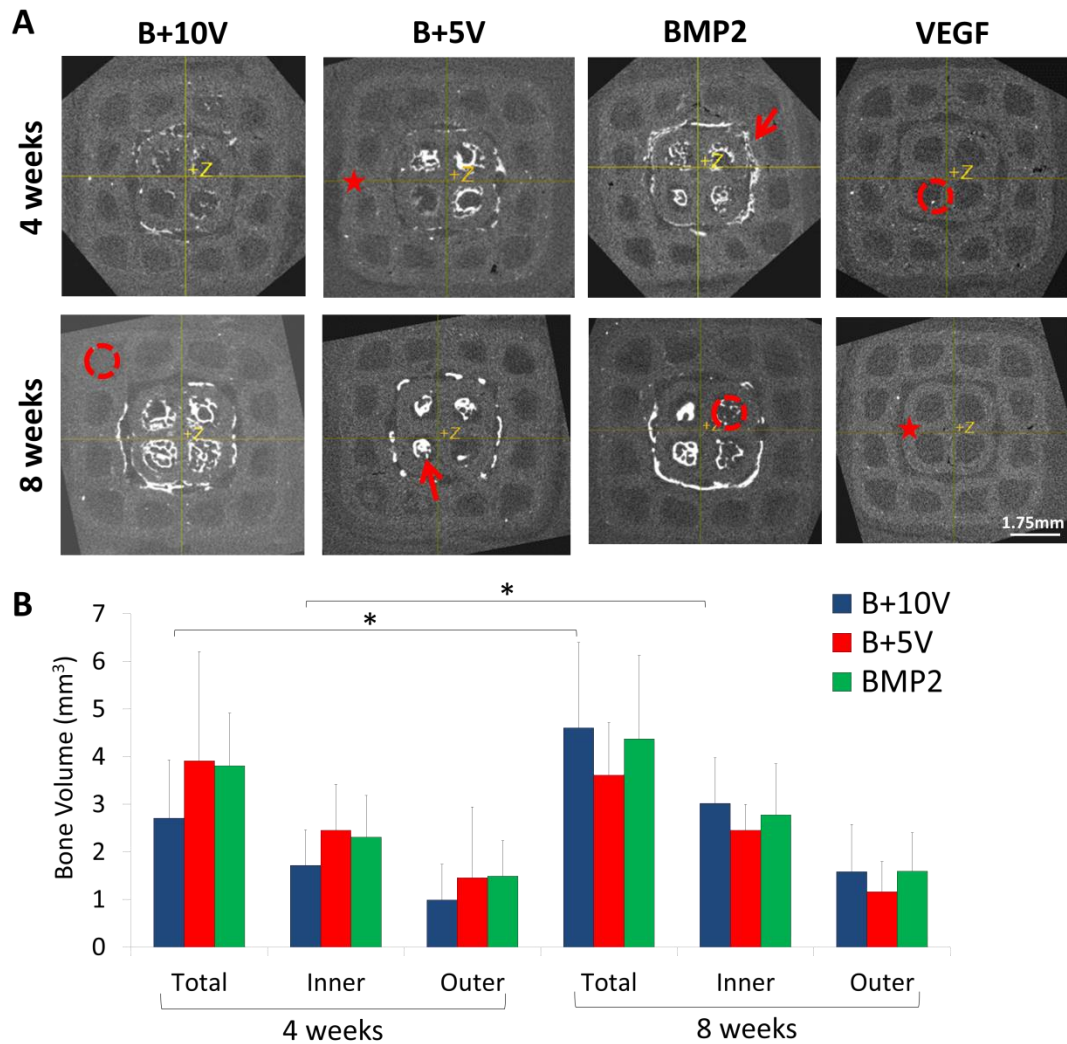 A
B+10V B+5V BMP2 VEGF
4 weeks
+Z +Z +Z +Z
8 weeks
+Z +Z +Z +Z
1.75mm
B
Bone Volume (mm³)
7
6
5
4
3
2
1
0
* *
B+10V
B+5V
BMP2
Total Inner Outer Total Inner Outer
4 weeks 8 weeks